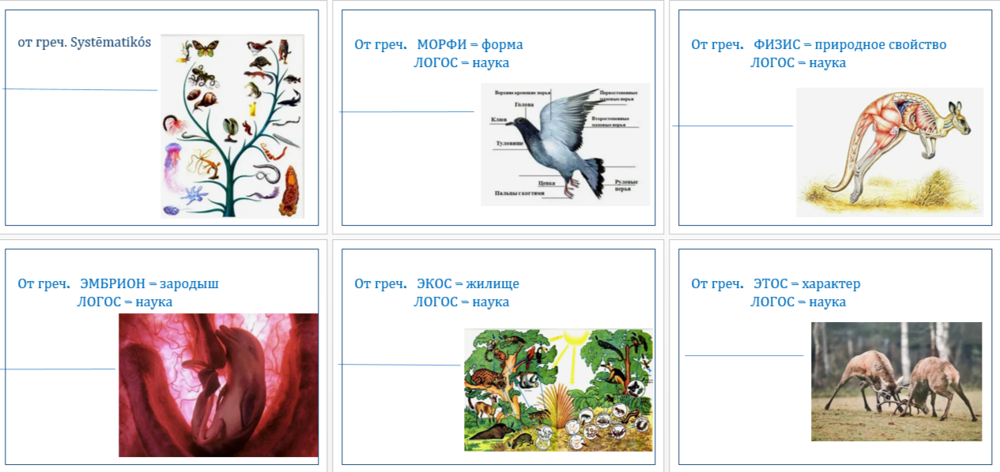 от греч. Systēmatikós
От греч. МОРФИ = форма
ЛОГОС = наука
Верхние кроющие перья
Первостепенные
маховые перья
Голова
Клюв
Второстепенные
маховые перья
Туловище
Цевка
Рулевые
перья
Пальцы с когтями
От греч. ФИЗИС = природное свойство
ЛОГОС = наука
От греч. ЭМБРИОН = зародыш
ЛОГОС = наука
От греч. ЭКОС = жилище
ЛОГОС = наука
От греч. ЭТОС = характер
ЛОГОС = наука